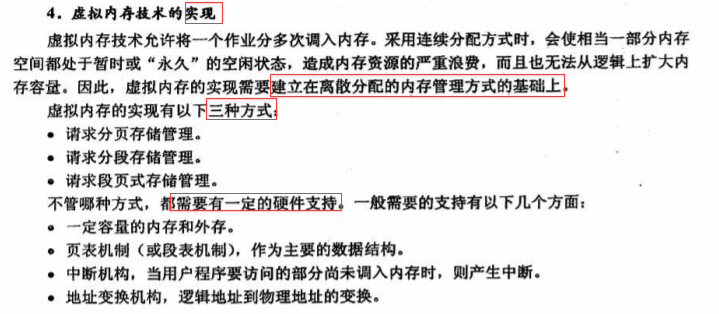 4．虚拟内存技术的实现
虚拟内存技术允许将一个作业分多次调入内存。采用连续分配方式时，会使相当一部分内存
空间都处于暂时或“永久”的空闲状态，造成内存资源的严重浪费，而且也无法从逻辑上扩大内
存容量。因此，虚拟内存的实现需要建立在离散分配的内存管理方式的基础上。
虚拟内存的实现有以下三种方式：
• 请求分页存储管理。
• 请求分段存储管理。
• 请求段页式存储管理。
不管哪种方式，都需要有一定的硬件支持。一般需要的支持有以下几个方面：
• 一定容量的内存和外存。
• 页表机制（或段表机制），作为主要的数据结构。
• 中断机构，当用户程序要访问的部分尚未调入内存时，则产生中断。
• 地址变换机构，逻辑地址到物理地址的变换。